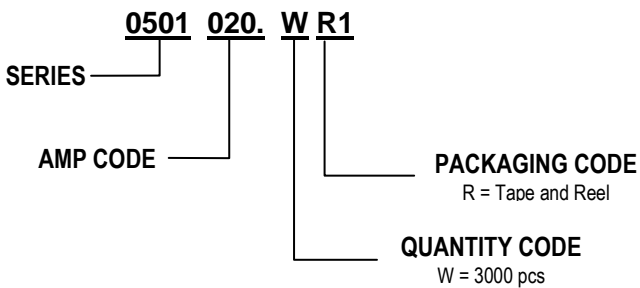 0501 020. W R1
SERIES
AMP CODE
PACKAGING CODE
R = Tape and Reel
QUANTITY CODE
W = 3000 pcs